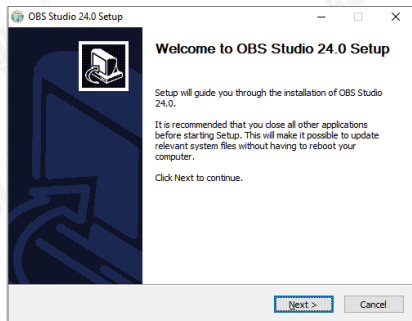 OBS Studio 24.0 Setup
Welcome to OBS Studio 24.0 Setup
Setup will guide you through the installation of OBS Studio
24.0.
It is recommended that you close all other applications
before starting Setup. This will make it possible to update
relevant system files without having to reboot your
computer.
Click Next to continue.
Next >
Cancel